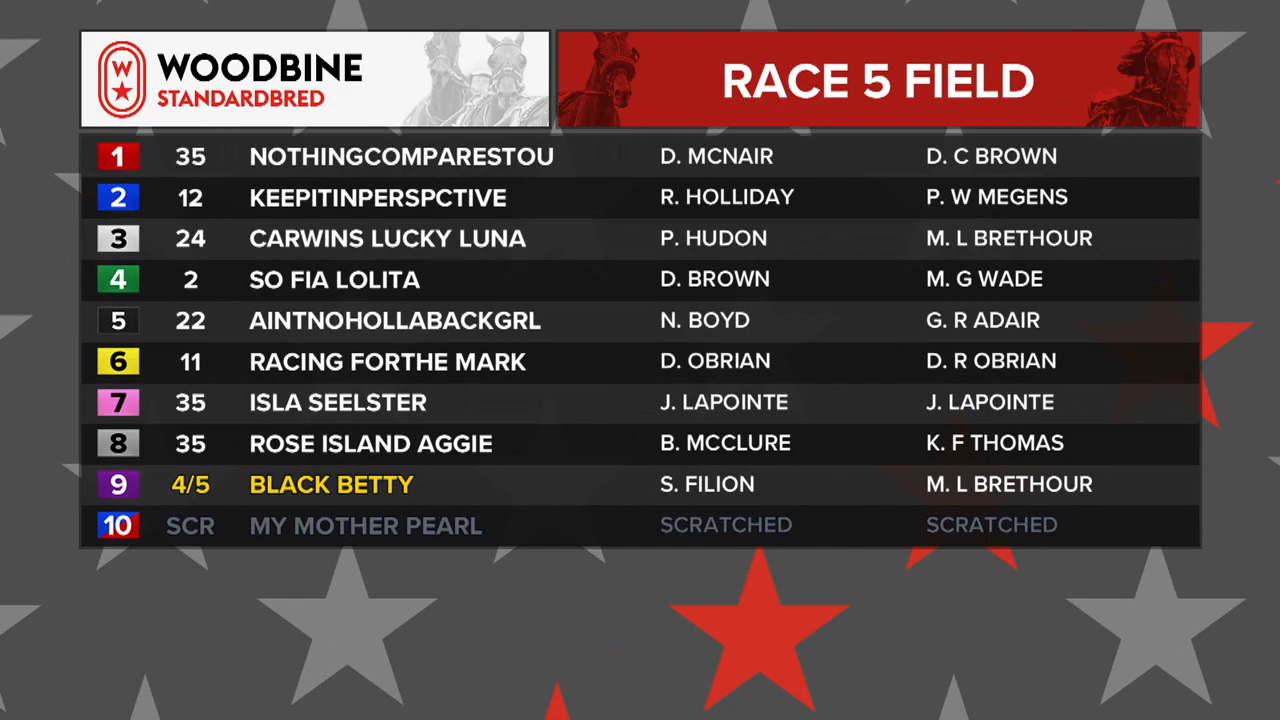 W
WOODBINE
STANDARDBRED
RACE 5 FIELD
1 35 NOTHINGCOMPARESTOU D. MCNAIR D. C BROWN
2 12 KEEPITINPERSPCTIVE R. HOLLIDAY P. W MEGENS
3 24 CARWINS LUCKY LUNA P. HUDON M. L BRETHOUR
4 2 SO FIA LOLITA D. BROWN M. G WADE
5 22 AINTNOHOLLABACKGRL N. BOYD G. R ADAIR
6 11 RACING FORTHE MARK D. OBRIAN D. R OBRIAN
7 35 ISLA SEELSTER J. LAPOINTE J. LAPOINTE
8 35 ROSE ISLAND AGGIE B. MCCLURE K. F THOMAS
9 4/5 BLACK BETTY S. FILION M. L BRETHOUR
10 SCR MY MOTHER PEARL SCRATCHED SCRATCHED